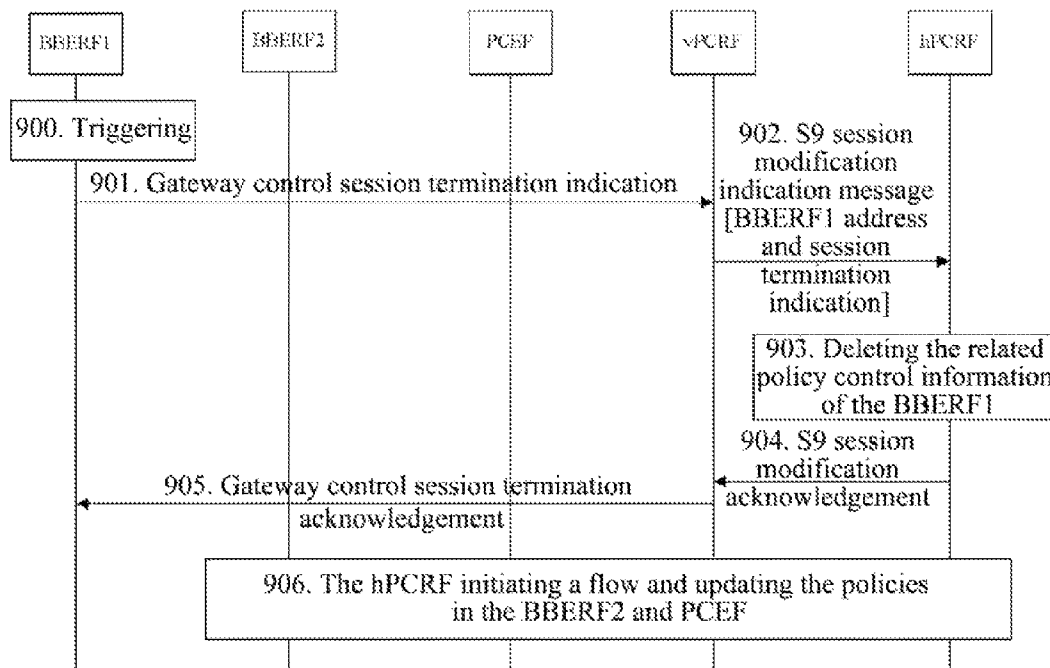 BBERF1
BBERF2
PCEF
vPCRF
hPCRF
900. Triggering
901. Gateway control session termination indication
902. S9 session
modification
indication message
[BBERF1 address
and session
termination
indication]
903. Deleting the related
policy control information
of the BBERF1
904. S9 session
modification
acknowledgement
905. Gateway control session termination
acknowledgement
906. The hPCRF initiating a flow and updating the policies
in the BBERF2 and PCEF